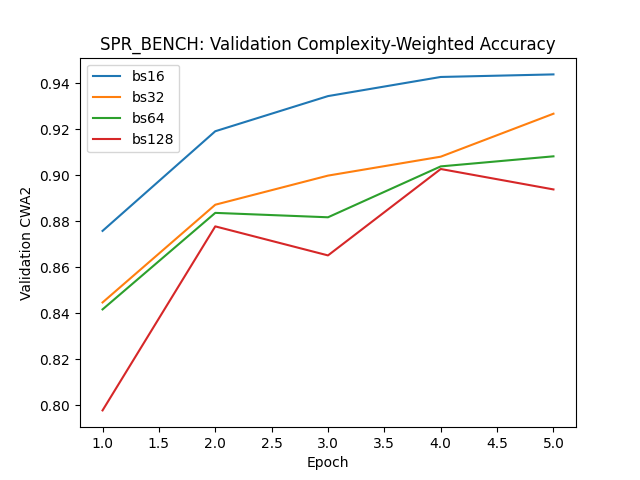 SPR_BENCH: Validation Complexity-Weighted Accuracy
bs16
bs32
bs64
bs128
Validation CWA2
0.94
0.92
0.90
0.88
0.86
0.84
0.82
0.80
1.0 1.5 2.0 2.5 3.0 3.5 4.0 4.5 5.0
Epoch